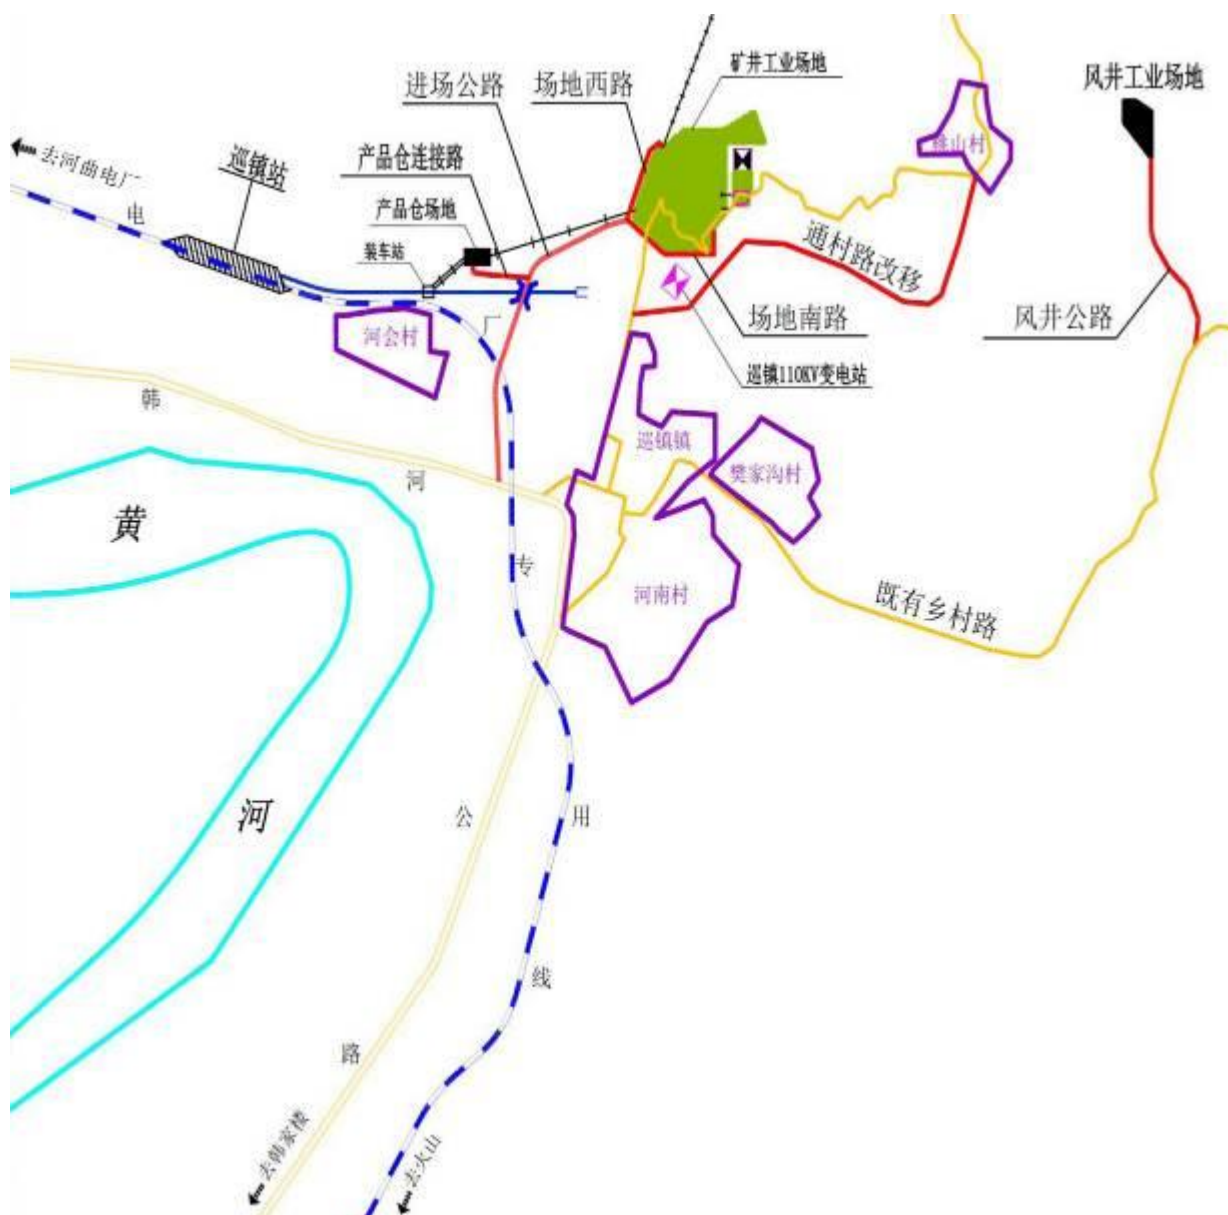 矿井工业场地
风井工业场地
进场公路
场地西路
去河曲电厂
巡镇站
产品仓连接路
桃山村
电
产品仓场地
装车站
通村路改移
厂
场地南路
风井公路
河会村
巡镇110KV变电站
韩
巡镇镇
河
樊家沟村
黄
专
河南村
既有乡村路
河
公
用
线
路
去韩家楼
去火山